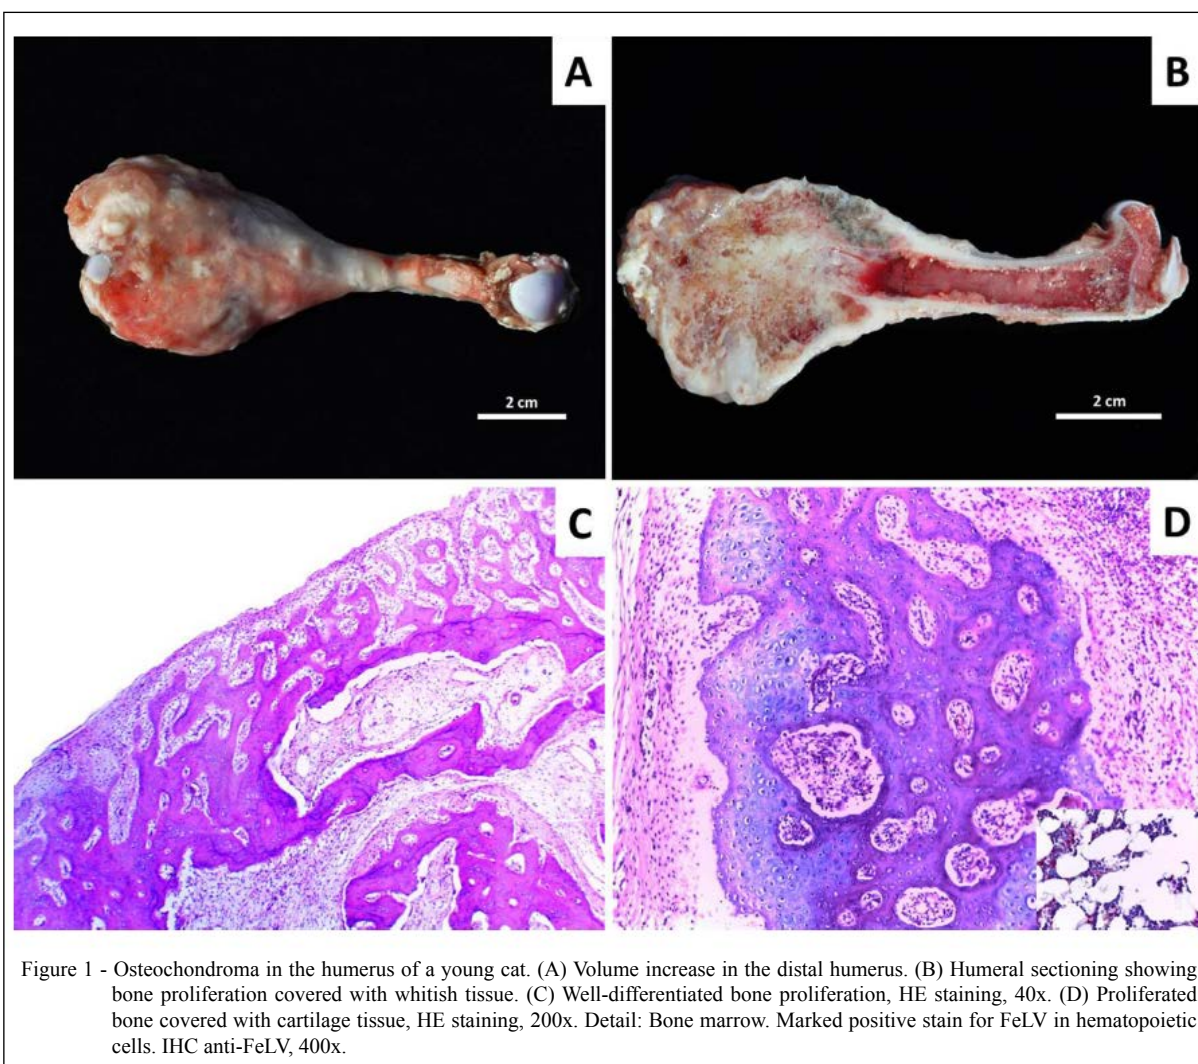 A
B
2 cm
2 cm
C
D
Figure 1 - Osteochondroma in the humerus of a young cat. (A) Volume increase in the distal humerus. (B) Humeral sectioning showing
bone proliferation covered with whitish tissue. (C) Well-differentiated bone proliferation, HE staining, 40x. (D) Proliferated
bone covered with cartilage tissue, HE staining, 200x. Detail: Bone marrow. Marked positive stain for FeLV in hematopoietic
cells. IHC anti-FeLV, 400x.